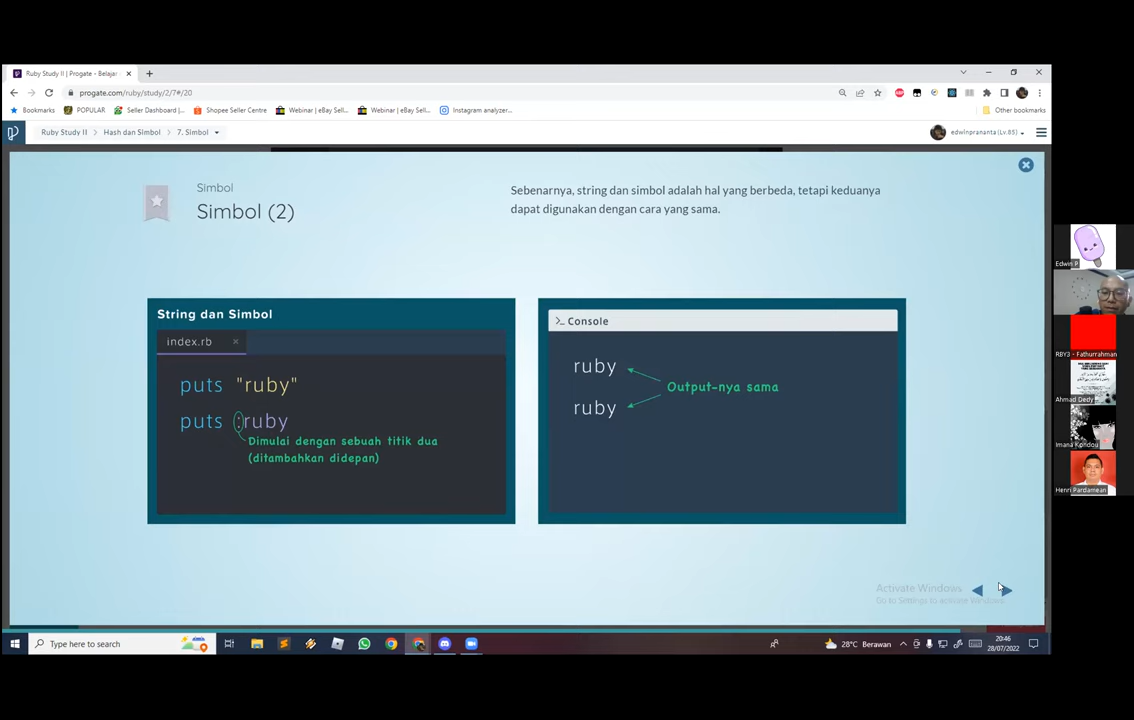 Ruby Study II | Progate - Belajar
progate.com/ruby/study/2/7#/20
Bookmarks
POPULAR
Seller Dashboard |...
Shopee Seller Centre
Webinar | eBay Sell...
Webinar | eBay Sell...
Instagram analyzer...
Other bookmarks
Ruby Study II
Hash dan Simbol
7. Simbol
edwinprananta (Lv.85)
Simbol
Simbol (2)
Sebenarnya, string dan simbol adalah hal yang berbeda, tetapi keduanya
dapat digunakan dengan cara yang sama.
String dan Simbol
index.rb
puts "ruby"
puts :ruby
Dimulai dengan sebuah titik dua
(ditambahkan didepan)
>_ Console
ruby
Output-nya sama
ruby
Activate Windows
Go to Settings to activate Windows.
Edwin P
RBY3 - Fathurrahman
Ahmad Dedy
Imana Kondou
Henri Pardamean
Type here to search
28°C Berawan
20:46
28/07/2022